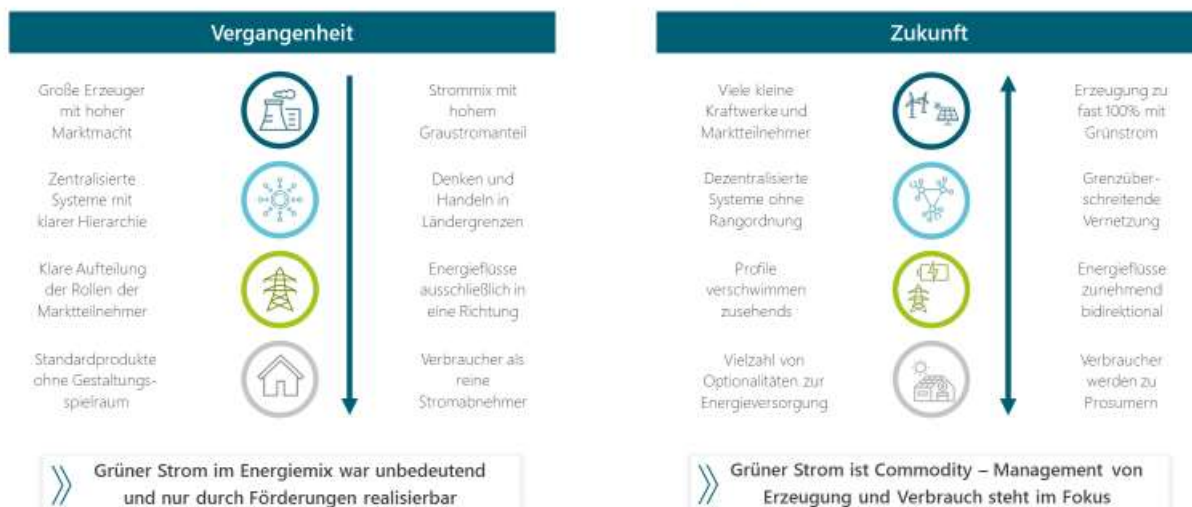 Vergangenheit
Große Erzeuger
mit hoher
Marktmacht
Strommix mit
hohem
Graustromanteil
Zentralisierte
Systeme mit
klarer Hierarchie
Denken und
Handeln in
Ländergrenzen
Klare Aufteilung
der Rollen der
Marktteilnehmer
Energieflüsse
ausschließlich in
eine Richtung
Standardprodukte
ohne Gestaltungs-
spielraum
Verbraucher als
reine
Stromabnehmer
Grüner Strom im Energiemix war unbedeutend
und nur durch Förderungen realisierbar
Zukunft
Viele kleine
Kraftwerke und
Marktteilnehmer
Erzeugung zu
fast 100% mit
Grünstrom
Dezentralisierte
Systeme ohne
Rangordnung
Grenzüber-
schreitende
Vernetzung
Profile
verschwimmen
zusehends
Energieflüsse
zunehmend
bidirektional
Vielzahl von
Optionalitäten zur
Energieversorgung
Verbraucher
werden zu
Prosumern
Grüner Strom ist Commodity – Management von
Erzeugung und Verbrauch steht im Fokus